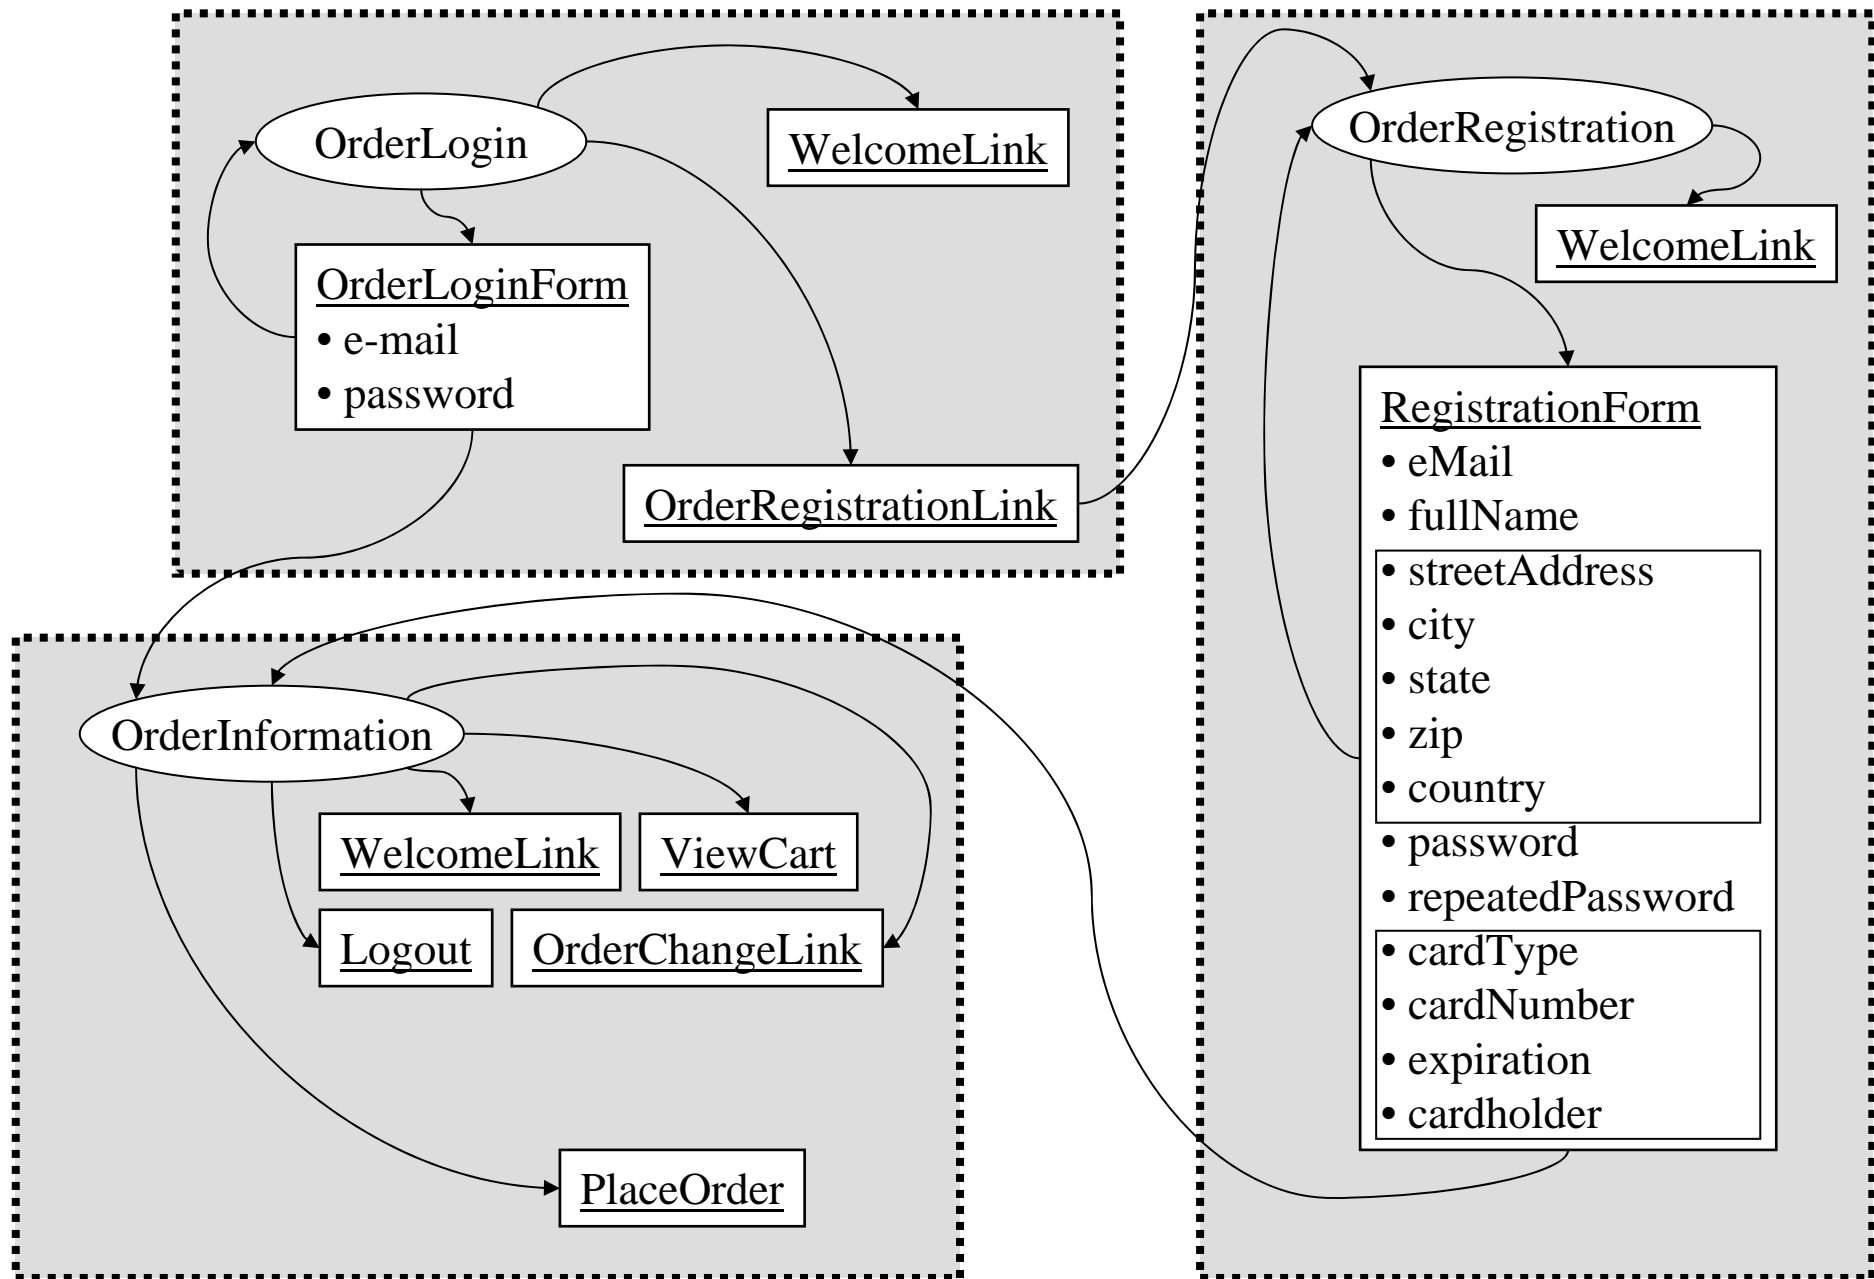 OrderLogin
WelcomeLink
OrderLoginForm
• e-mail
• password
OrderRegistrationLink
OrderRegistration
WelcomeLink
RegistrationForm
• eMail
• fullName
• streetAddress
• city
• state
• zip
• country
• password
• repeatedPassword
• cardType
• cardNumber
• expiration
• cardholder
OrderInformation
WelcomeLink
ViewCart
Logout
OrderChangeLink
PlaceOrder